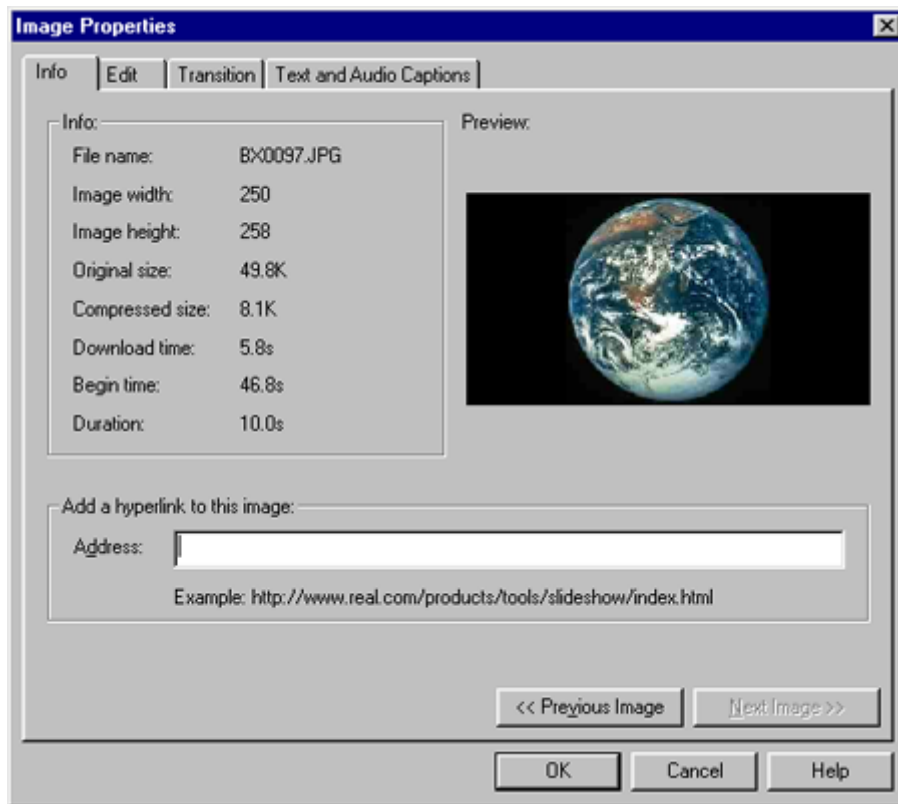 Image Properties
Info Edit Transition Text and Audio Captions
Info:
File name: BX0097.JPG
Image width: 250
Image height: 258
Original size: 49.8K
Compressed size: 8.1K
Download time: 5.8s
Begin time: 46.8s
Duration: 10.0s
Preview:
Add a hyperlink to this image:
Address:
Example: http://www.real.com/products/tools/slideshow/index.html
<< Previous Image Next Image >>
OK Cancel Help